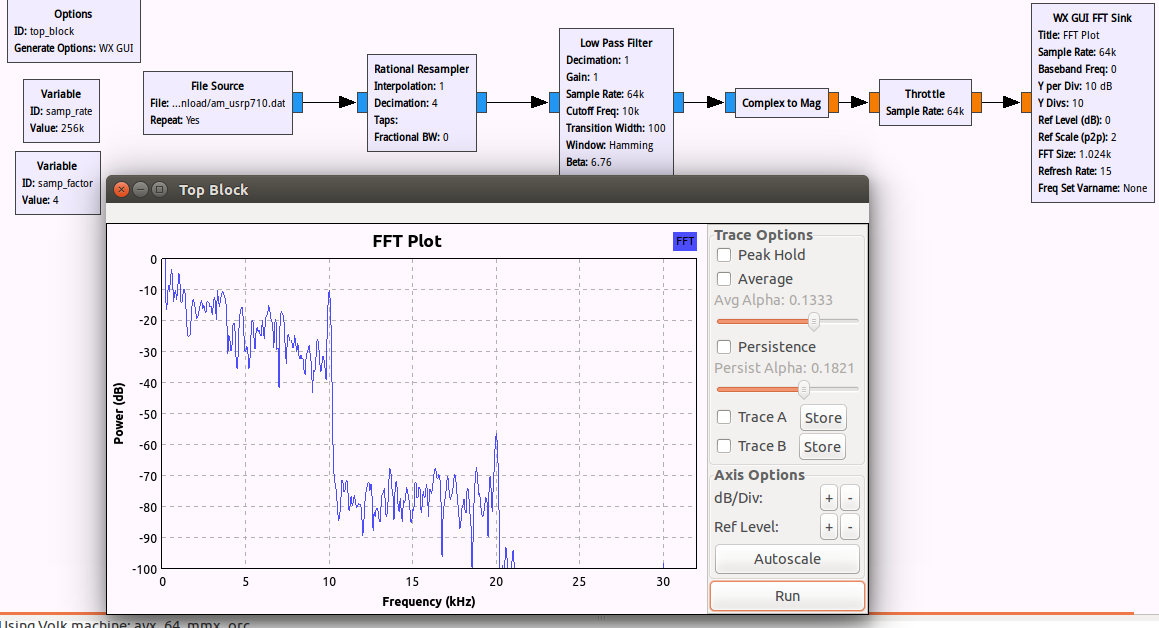 Options
ID: top_block
Generate Options: WX GUI
Variable
ID: samp_rate
Value: 256k
Variable
ID: samp_factor
Value: 4
File Source
File: ...nload/am_usrp710.dat
Repeat: Yes
Rational Resampler
Interpolation: 1
Decimation: 4
Taps:
Fractional BW: 0
Low Pass Filter
Decimation: 1
Gain: 1
Sample Rate: 64k
Cutoff Freq: 10k
Transition Width: 100
Window: Hamming
Beta: 6.76
Complex to Mag
Throttle
Sample Rate: 64k
WX GUI FFT Sink
Title: FFT Plot
Sample Rate: 64k
Baseband Freq: 0
Y per Div: 10 dB
Y Divs: 10
Ref Level (dB): 0
Ref Scale (p2p): 2
FFT Size: 1.024k
Refresh Rate: 15
Freq Set Varname: None
Top Block
FFT Plot
FFT
0
-10
-20
-30
-40
-50
-60
-70
-80
-90
-100
Power (dB)
0 5 10 15 20 25 30
Frequency (kHz)
Trace Options
Peak Hold
Average
Avg Alpha: 0.1333
Persistence
Persist Alpha: 0.1821
Trace A Store
Trace B Store
Axis Options
dB/Div: + -
Ref Level: + -
Autoscale
Run
Using Volk machine: avx_64_mmx_orc